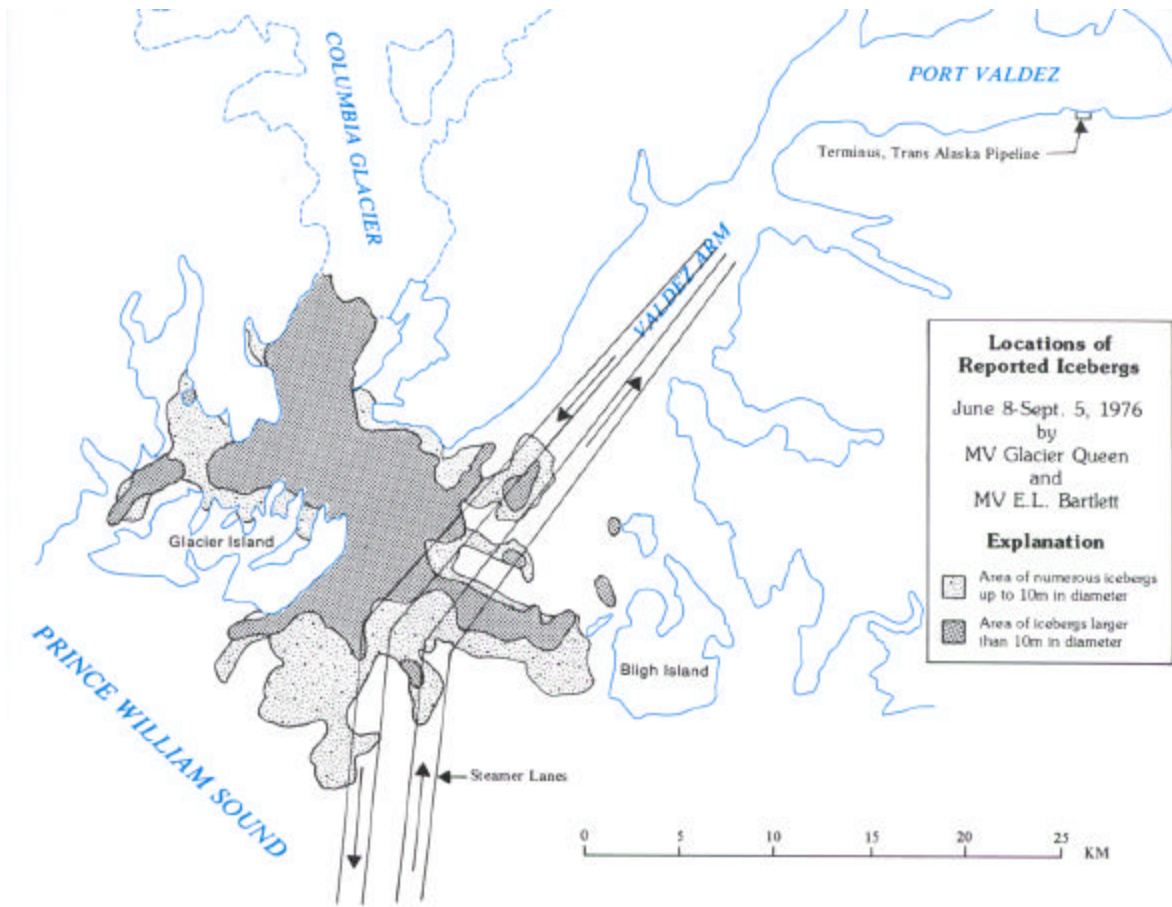 COLUMBIA GLACIER
PORT VALDEZ
Terminus, Trans Alaska Pipeline
VALDEZ ARM
Locations of
Reported Icebergs
June 8-Sept. 5, 1976
by
MV Glacier Queen
and
MV E.L. Bartlett
Explanation
Area of numerous icebergs
up to 10m in diameter
Area of icebergs larger
than 10m in diameter
Glacier Island
Bligh Island
PRINCE WILLIAM SOUND
Steamer Lanes
0 5 10 15 20 25
KM